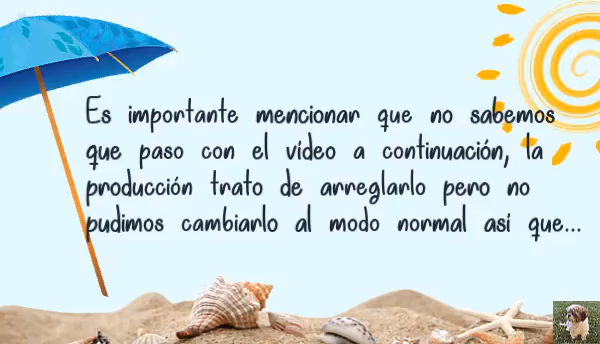 Es importante mencionar que no sabemos
que paso con el vídeo a continuación, la
producción trato de arreglarlo pero no
pudimos cambiarlo al modo normal así que...